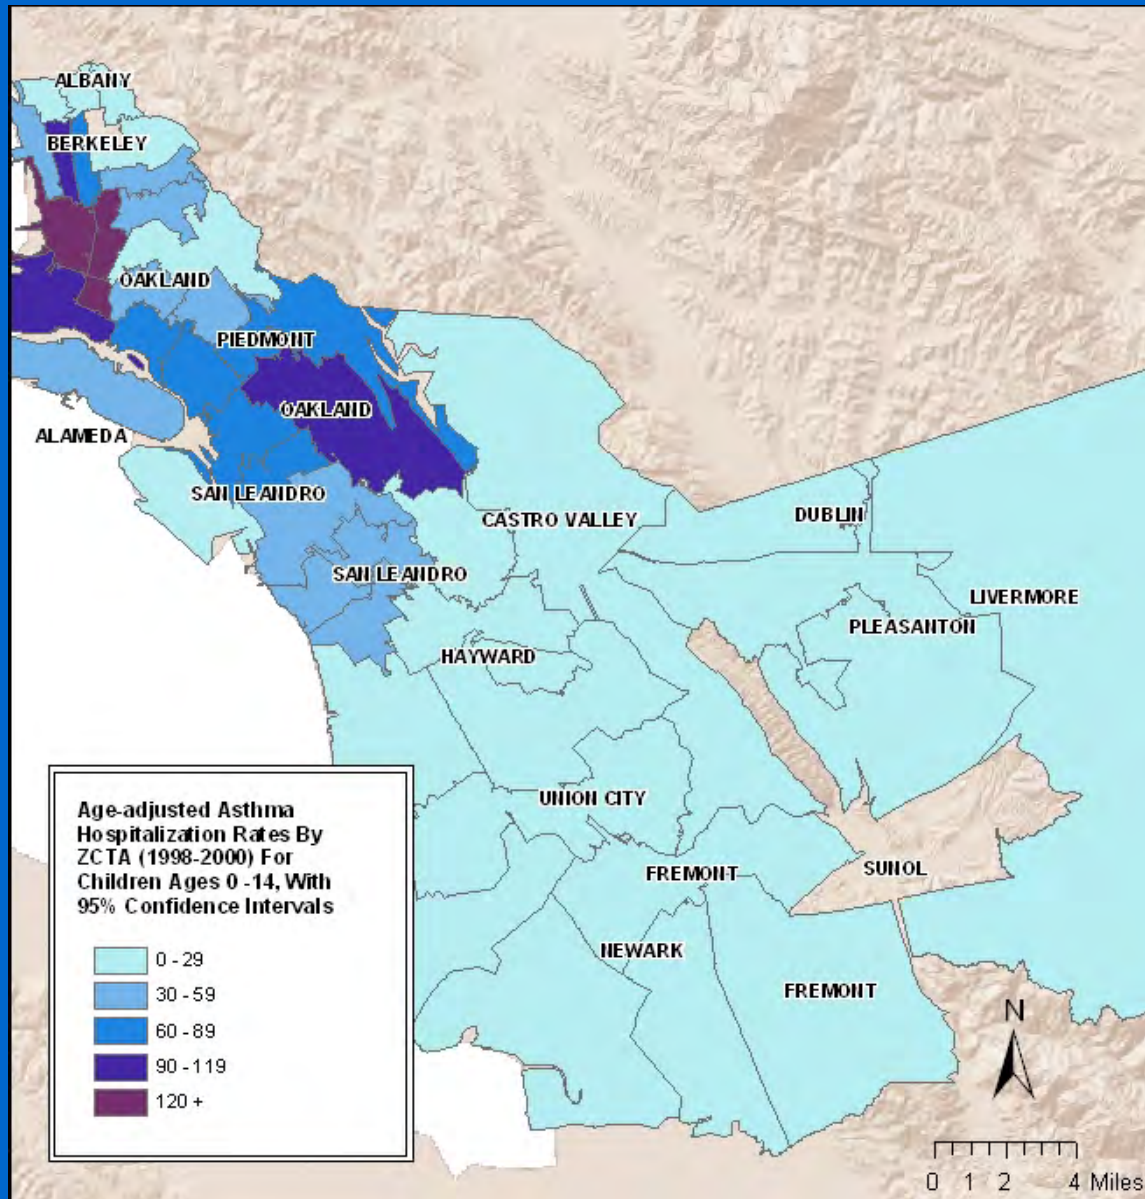 ALBANY
BERKELEY
OAKLAND
PIEDMONT
OAKLAND
ALAMEDA
SAN LEANDRO
CASTRO VALLEY
DUBLIN
SAN LEANDRO
LIVERMORE
PLEASANTON
HAYWARD
UNION CITY
FREMONT
SUNOL
NEWARK
FREMONT
Age-adjusted Asthma
Hospitalization Rates By
ZCTA (1998-2000) For
Children Ages 0 -14, With
95% Confidence Intervals
0 - 29
30 - 59
60 - 89
90 - 119
120 +
N
0 1 2 4 Miles